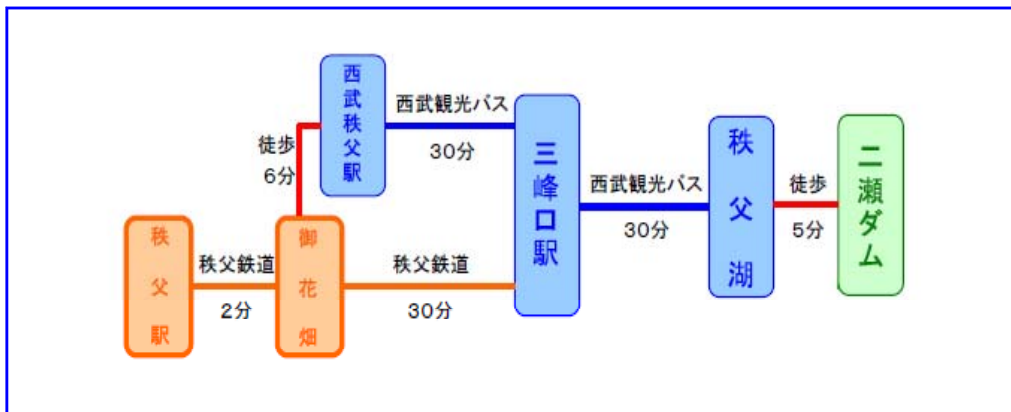 西武秩父駅
西武観光バス
30分
徒歩
6分
三峰口駅
秩父湖
二瀬ダム
西武観光バス
30分
徒歩
5分
秩父駅
秩父鉄道
2分
御花畑
秩父鉄道
30分